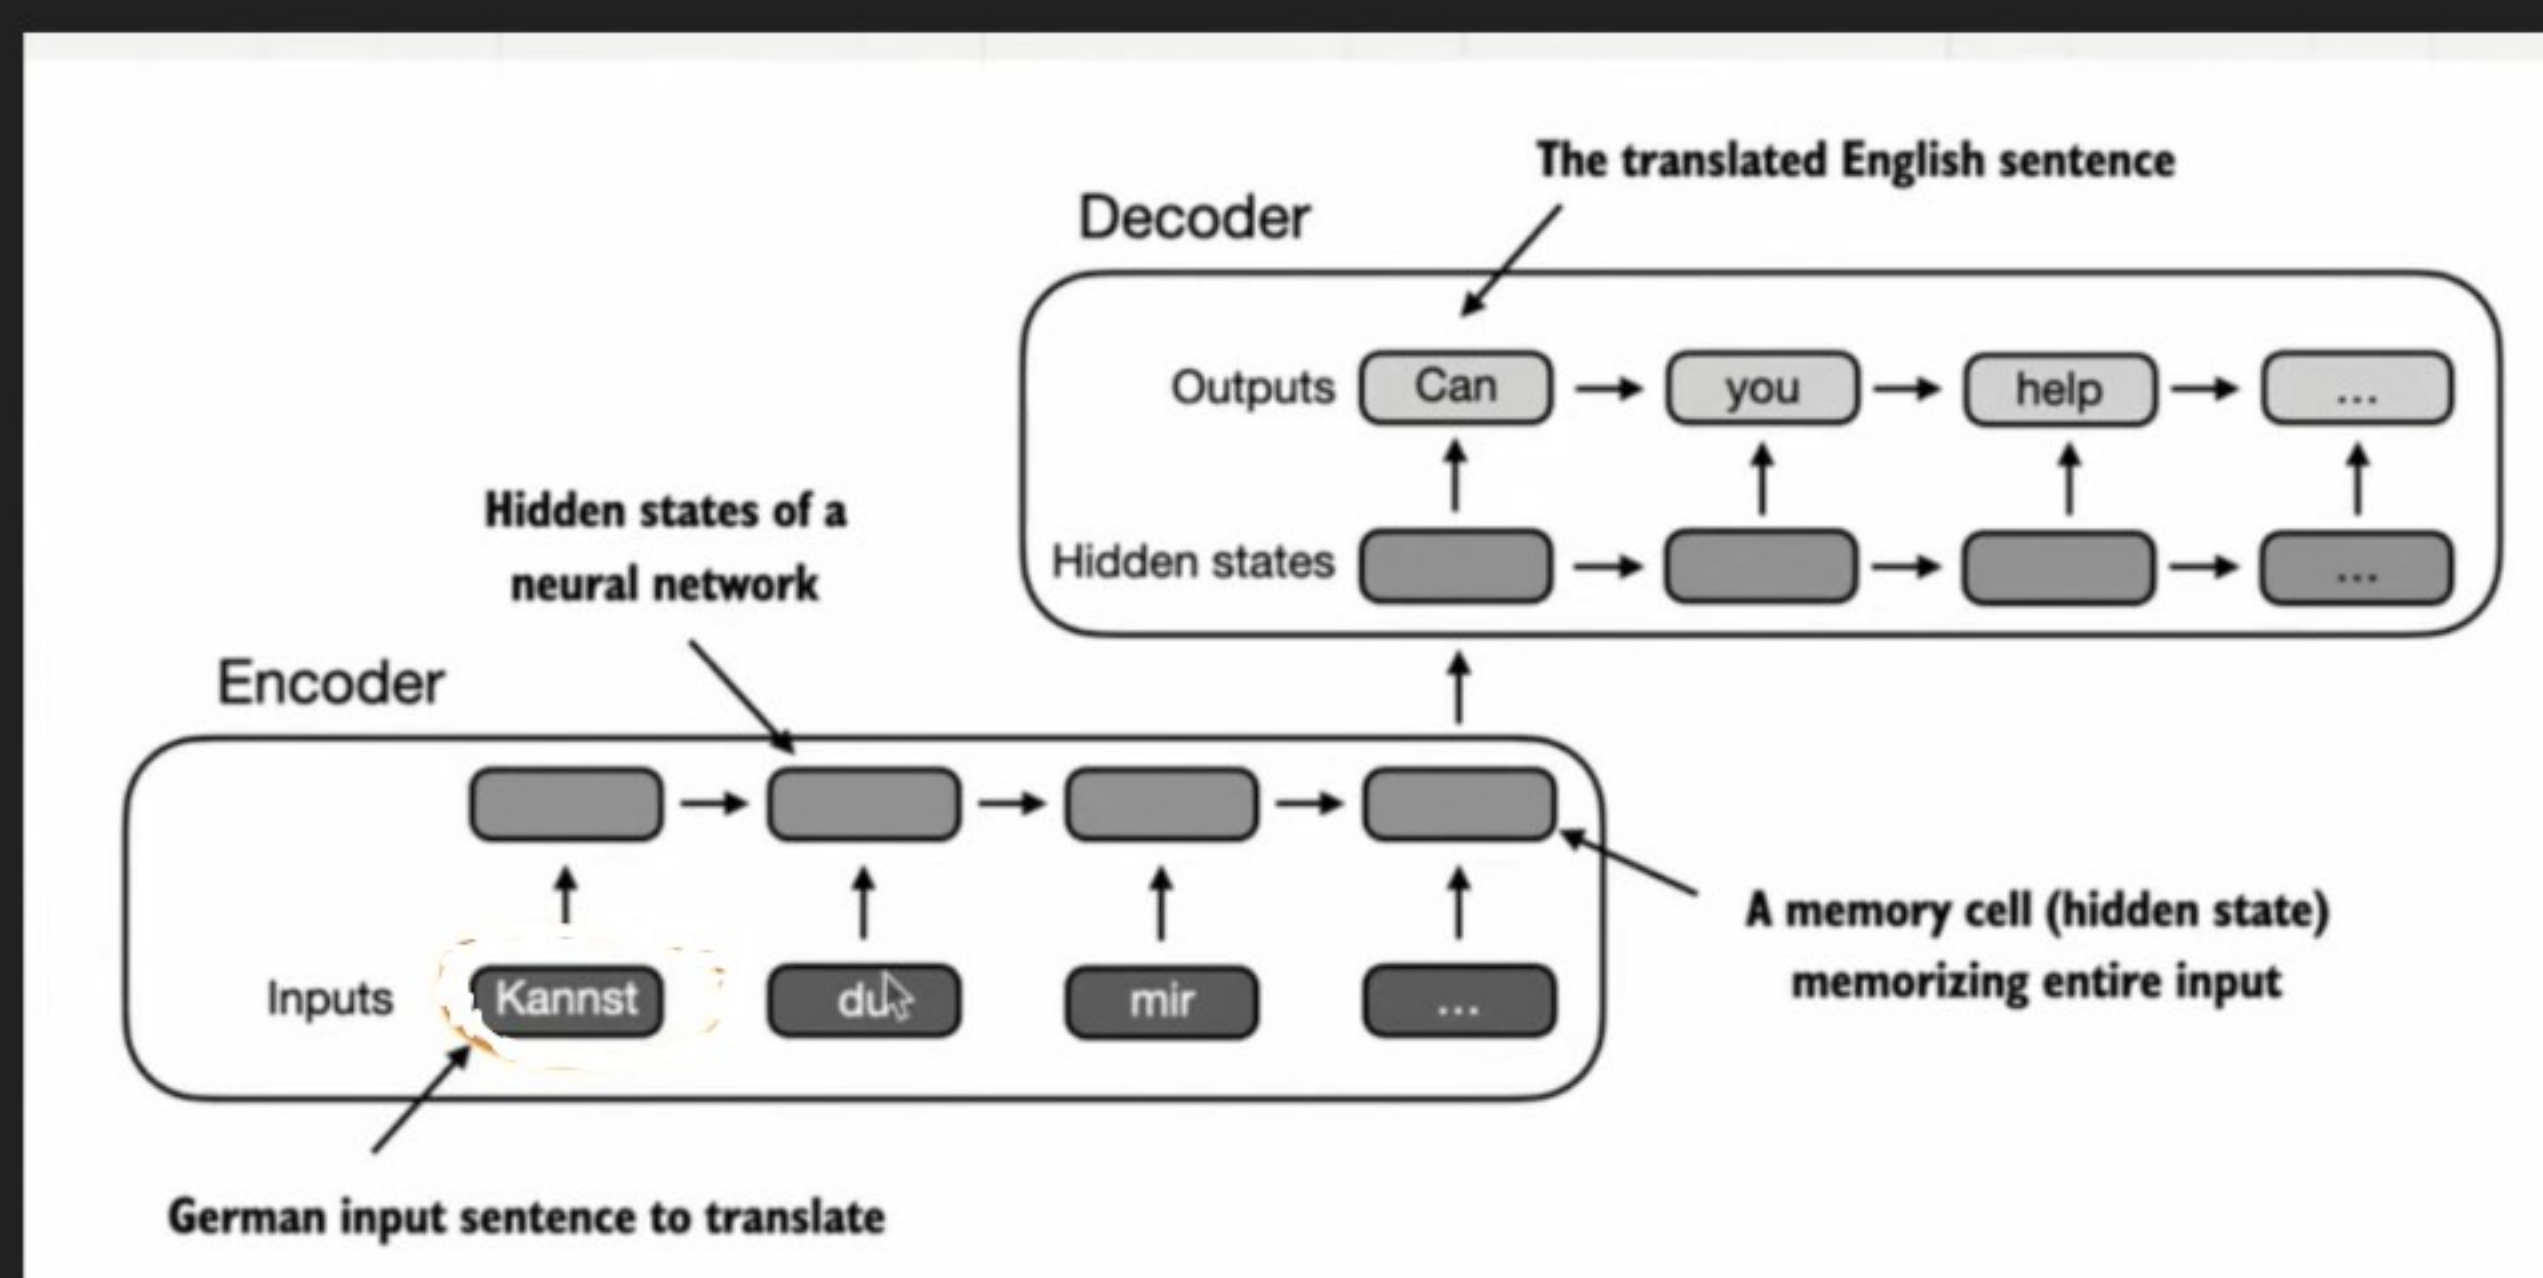 The translated English sentence
Decoder
Outputs Can you help ...
Hidden states ...
Hidden states of a
neural network
Encoder
A memory cell (hidden state)
memorizing entire input
Inputs Kannst du mir ...
German input sentence to translate